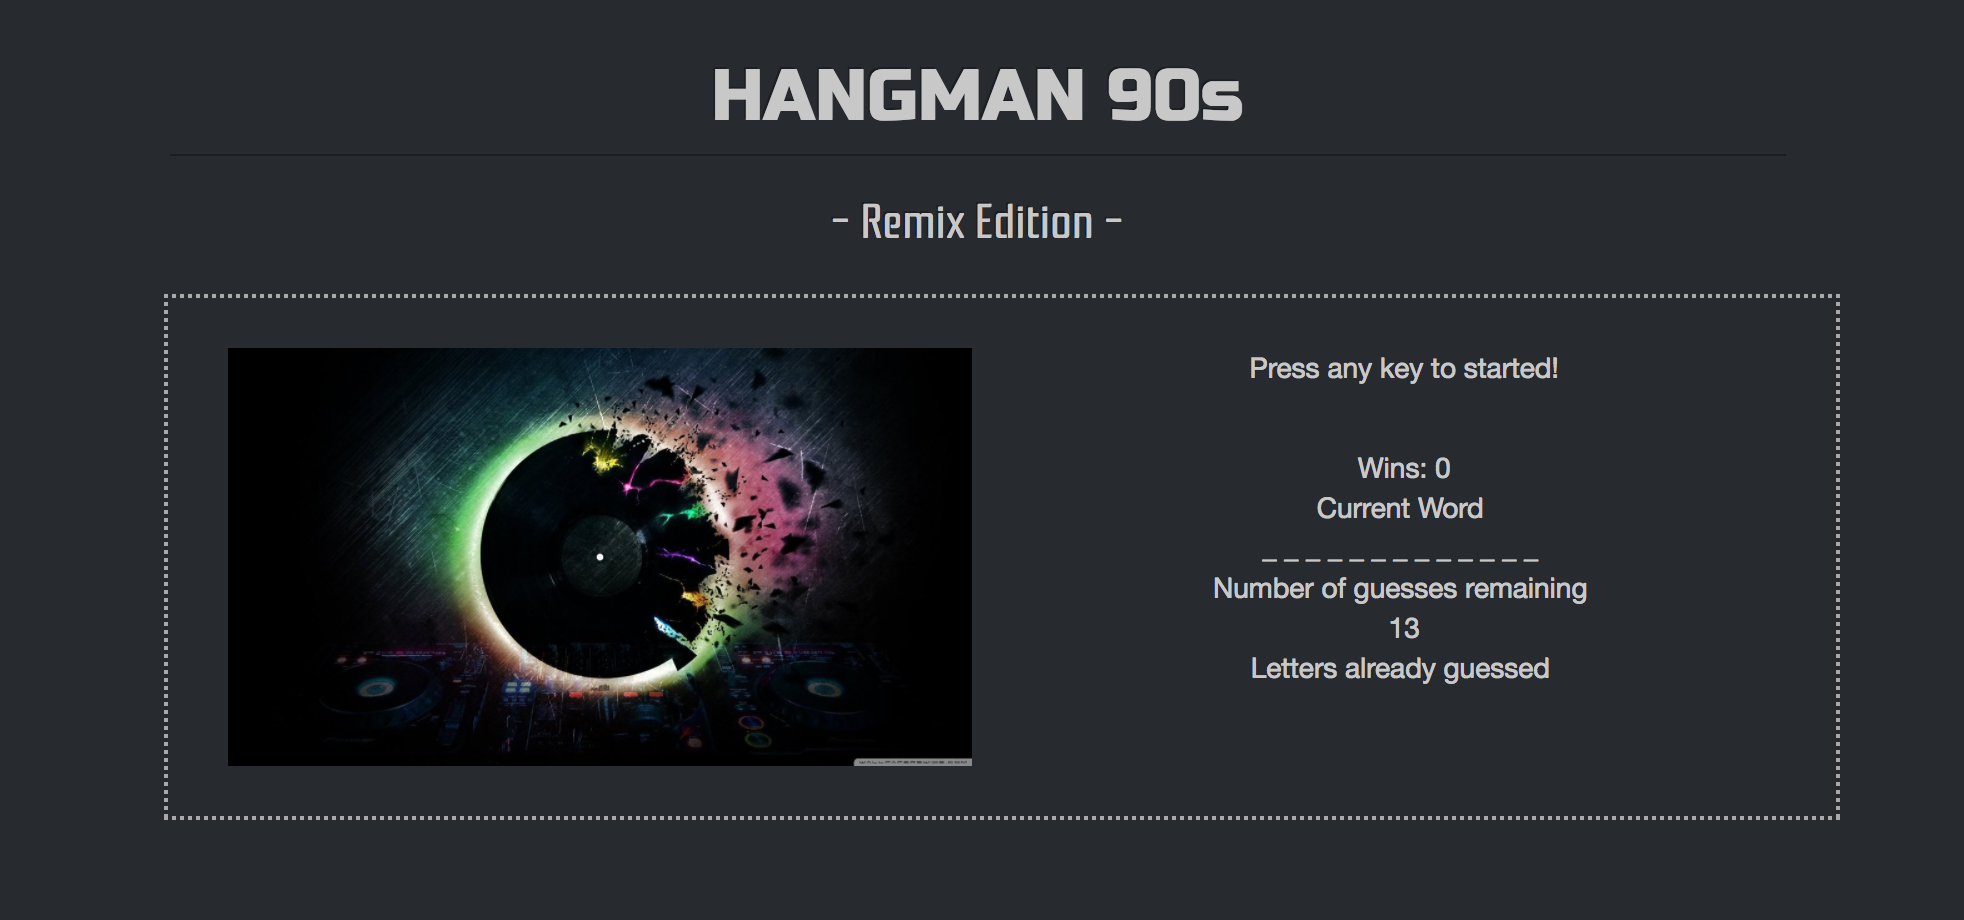 HANGMAN 90s
- Remix Edition -
Press any key to started!
Wins: 0
Current Word
_ _ _ _ _ _ _ _ _ _ _ _ _
Number of guesses remaining
13
Letters already guessed